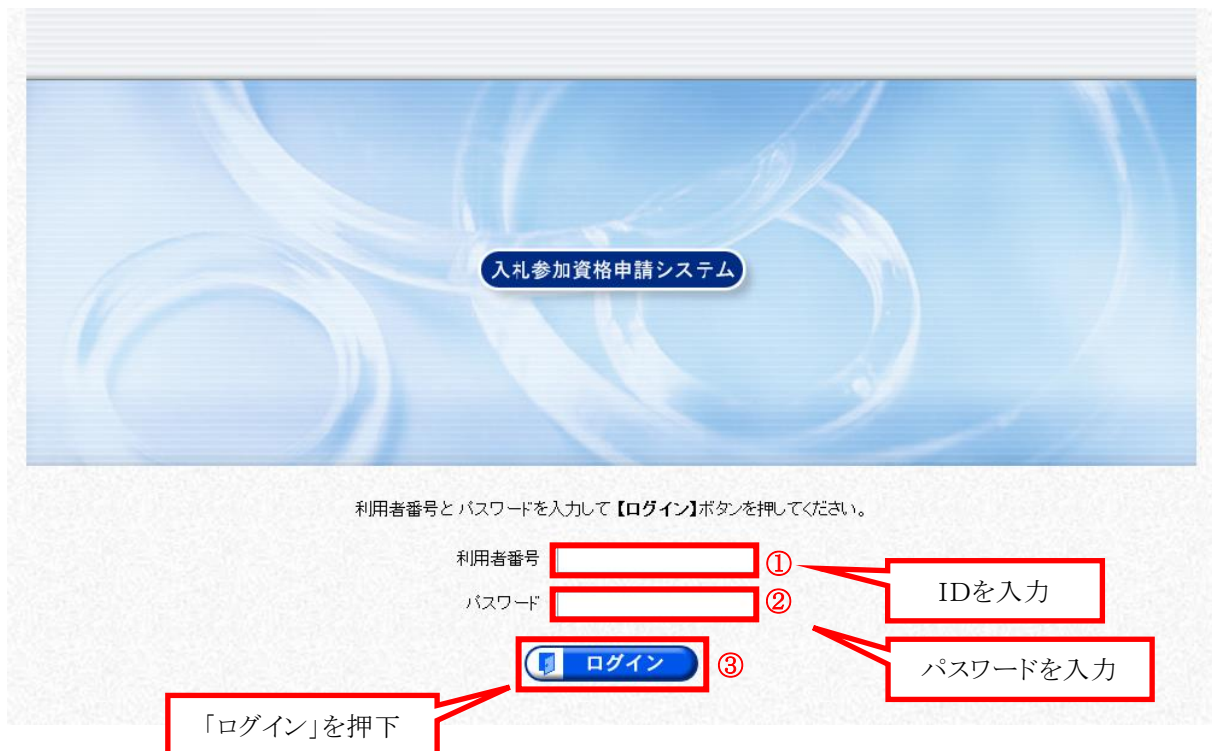 入札参加資格申請システム
利用者番号とパスワードを入力して【ログイン】ボタンを押してください。
利用者番号 ①
IDを入力
パスワード ②
パスワードを入力
ログイン ③
「ログイン」を押下